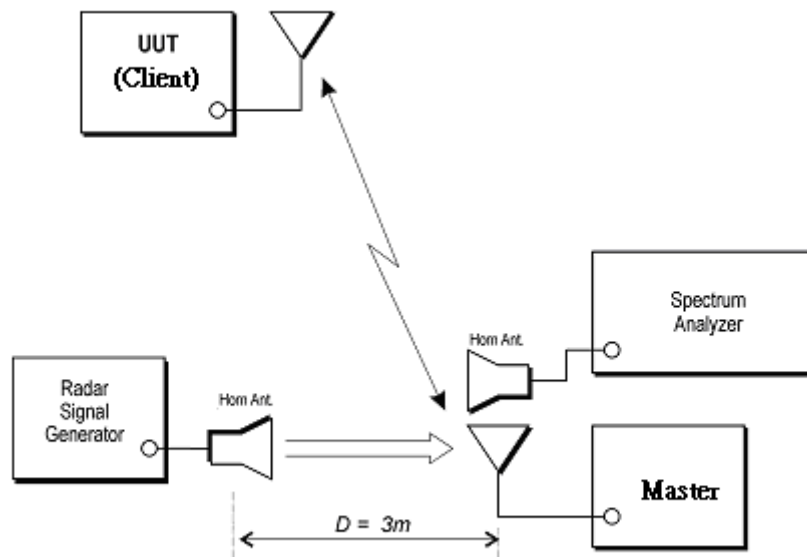 UUT
(Client)
Spectrum
Analyzer
Horn Ant.
Radar
Signal
Generator
Horn Ant.
Master
D = 3m